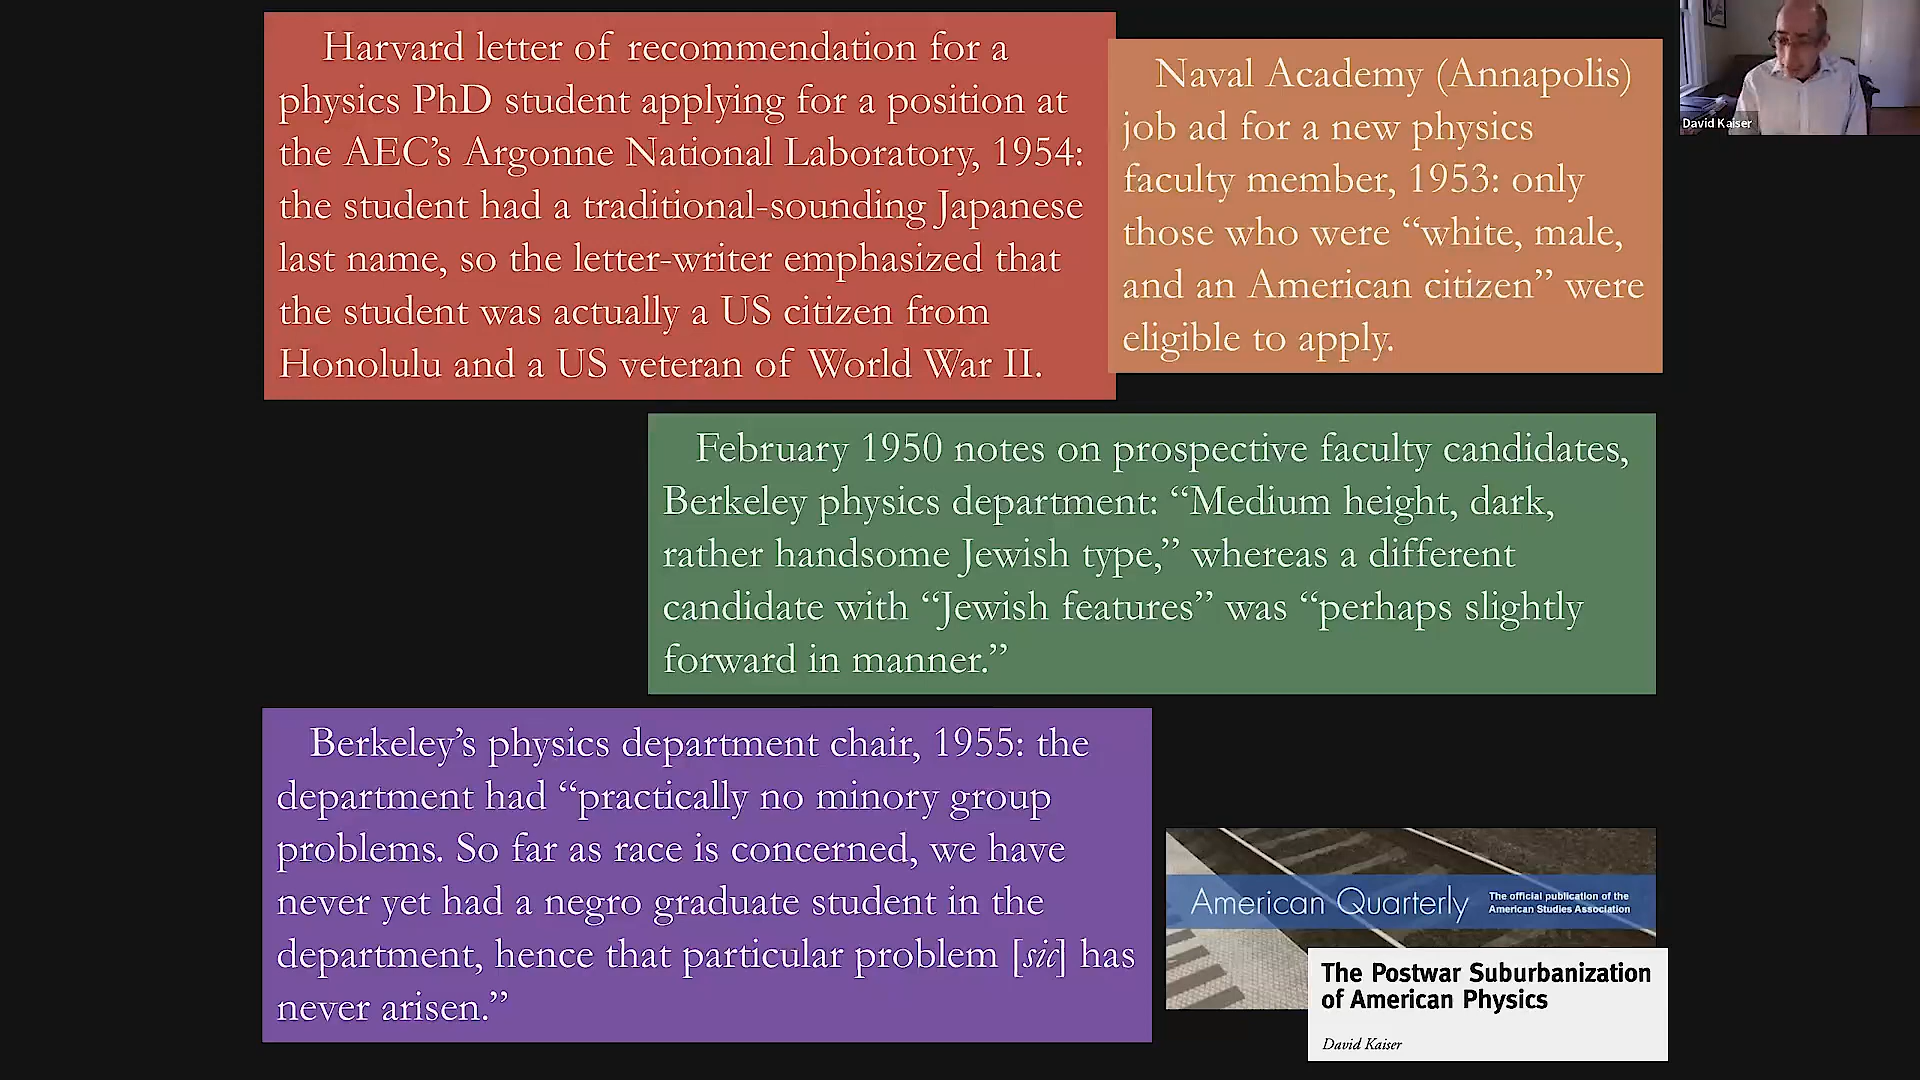 Harvard letter of recommendation for a
physics PhD student applying for a position at
the AEC’s Argonne National Laboratory, 1954:
the student had a traditional-sounding Japanese
last name, so the letter-writer emphasized that
the student was actually a US citizen from
Honolulu and a US veteran of World War II.
Naval Academy (Annapolis)
job ad for a new physics
faculty member, 1953: only
those who were “white, male,
and an American citizen” were
eligible to apply.
David Kaiser
February 1950 notes on prospective faculty candidates,
Berkeley physics department: “Medium height, dark,
rather handsome Jewish type,” whereas a different
candidate with “Jewish features” was “perhaps slightly
forward in manner.”
Berkeley’s physics department chair, 1955: the
department had “practically no minory group
problems. So far as race is concerned, we have
never yet had a negro graduate student in the
department, hence that particular problem [sic] has
never arisen.”
American Quarterly
The official publication of the
American Studies Association
The Postwar Suburbanization
of American Physics
David Kaiser